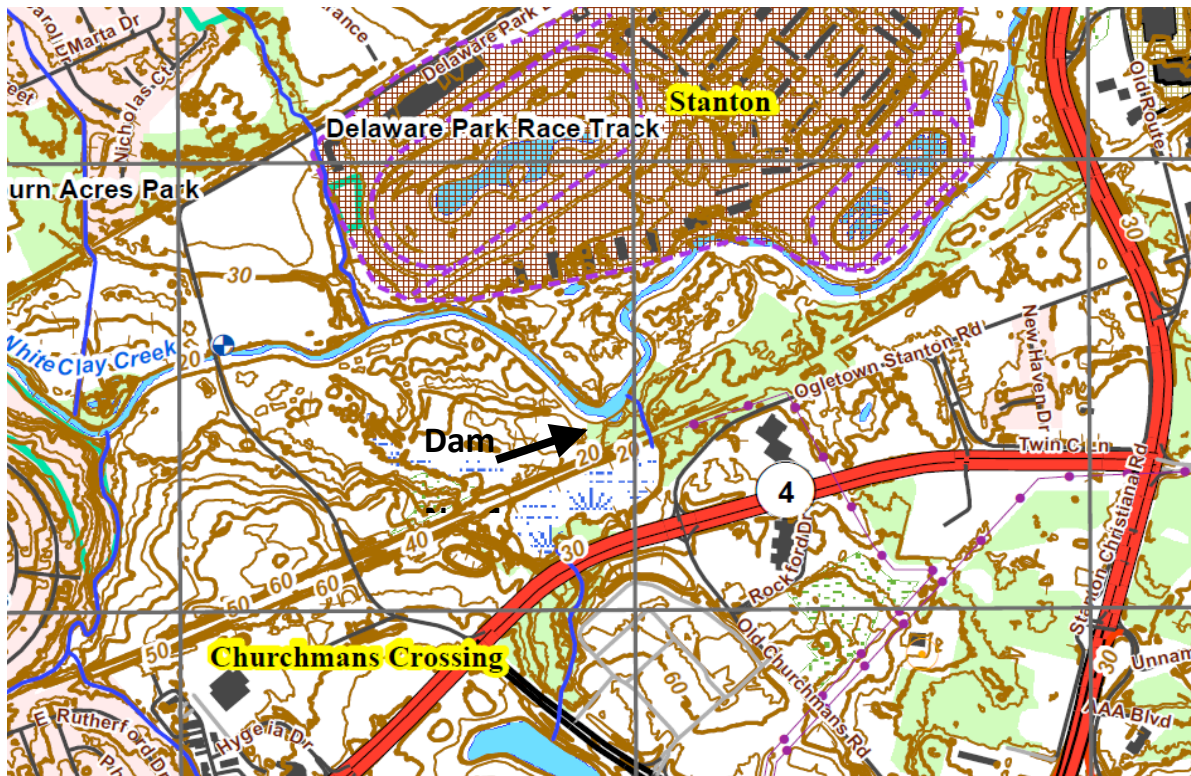 Marta Dr
Nicholas Ct
Delaware Park
Stanton
Delaware Park Race Track
Old Route
urn Acres Park
30
30
White Clay Creek
20
New Haven Dr
Ogletown Stanton Rd
Dam
20
20
Twin C Ln
4
40
30
Stanton Christiana Rd
60
60
50
Rockford Dr
50
Churchmans Crossing
Old Churchmans Rd
60
30
Unnam
E Rutherford Dr
Hygeia Dr
AAA Blvd